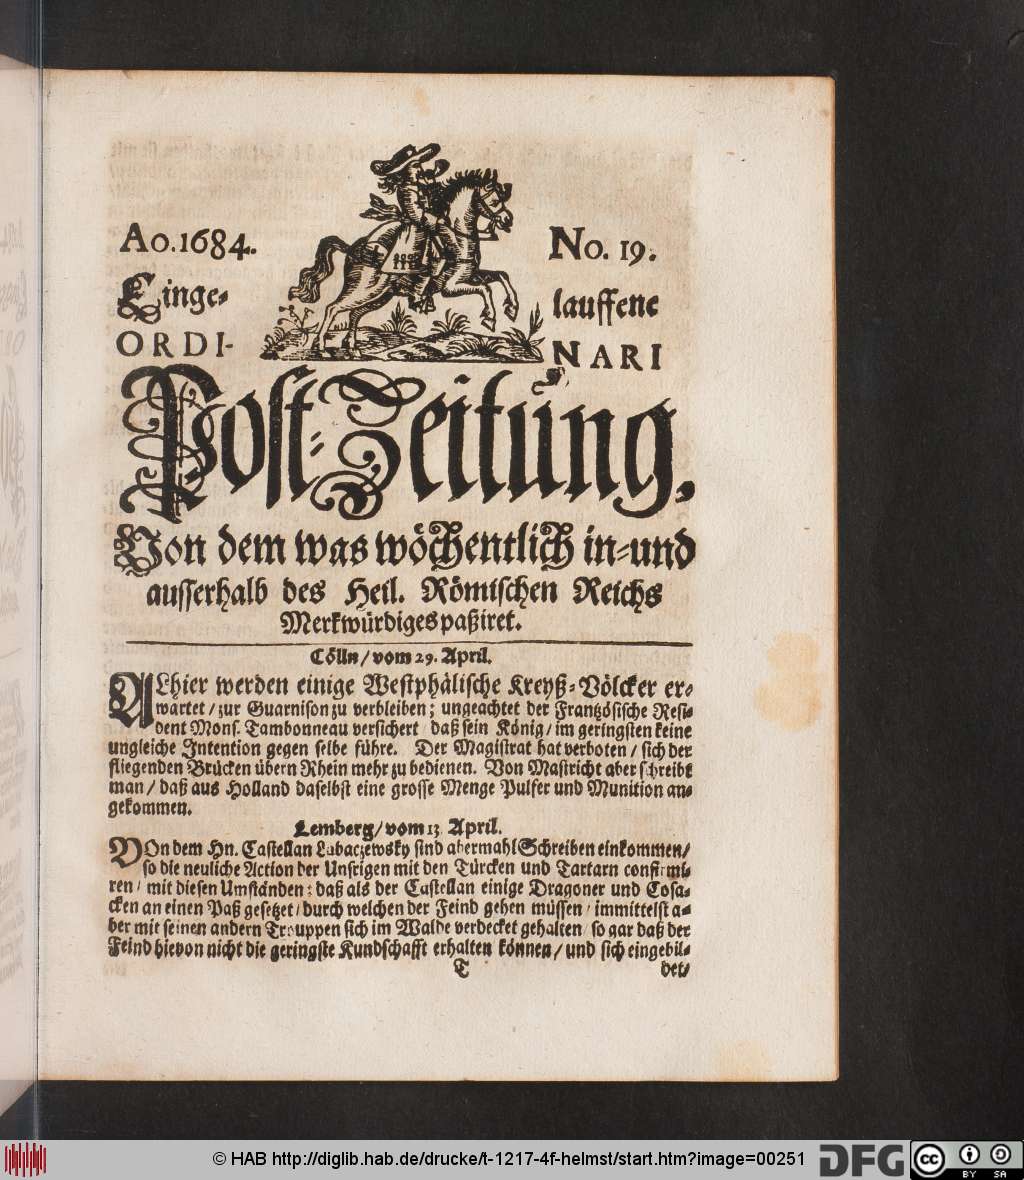 Ao. 1684.
No. 19.
Einge-
lauffene
ORDI-
NARI
Post-Zeitung,
Von dem was wöchentlich in-und
ausserhalb des Heil. Römischen Reichs
Merkwürdiges paßiret.
Cölln/ vom 29. April.
ALhier werden einige Westphälische Kreyß-Völcker er-
wartet/ zur Guarnison zu verbleiben; ungeachtet der Frantzösische Resi-
dent Mons. Tambonneau versichert/ daß sein König/ im geringsten keine
ungleiche Intention gegen selbe führe. Der Magistrat hat verboten/ sich der
fliegenden Brücken übern Rhein mehr zu bedienen. Von Mastricht aber schreibt
man/ daß aus Holland daselbst eine grosse Menge Pulfer und Munition an-
gekommen.
Lemberg/ vom 13. April.
VOn dem Hn. Castellan Labaczewsky sind abermahl Schreiben einkommen/
so die neuliche Action der Unsrigen mit den Türcken und Tartarn confirmi-
ren/ mit diesen Umständen: daß als der Castellan einige Dragoner und Cosa-
cken an einen Paß gesetzet/ durch welchen der Feind gehen müssen/ immittelst a-
ber mit seinen andern Trouppen sich im Walde verdecket gehalten/ so gar daß der
Feind hievon nicht die geringste Kundschafft erhalten können/ und sich eingebil-
T
det/
© HAB http://diglib.hab.de/drucke/t-1217-4f-helmst/start.htm?image=00251
DFG
cc
BY SA